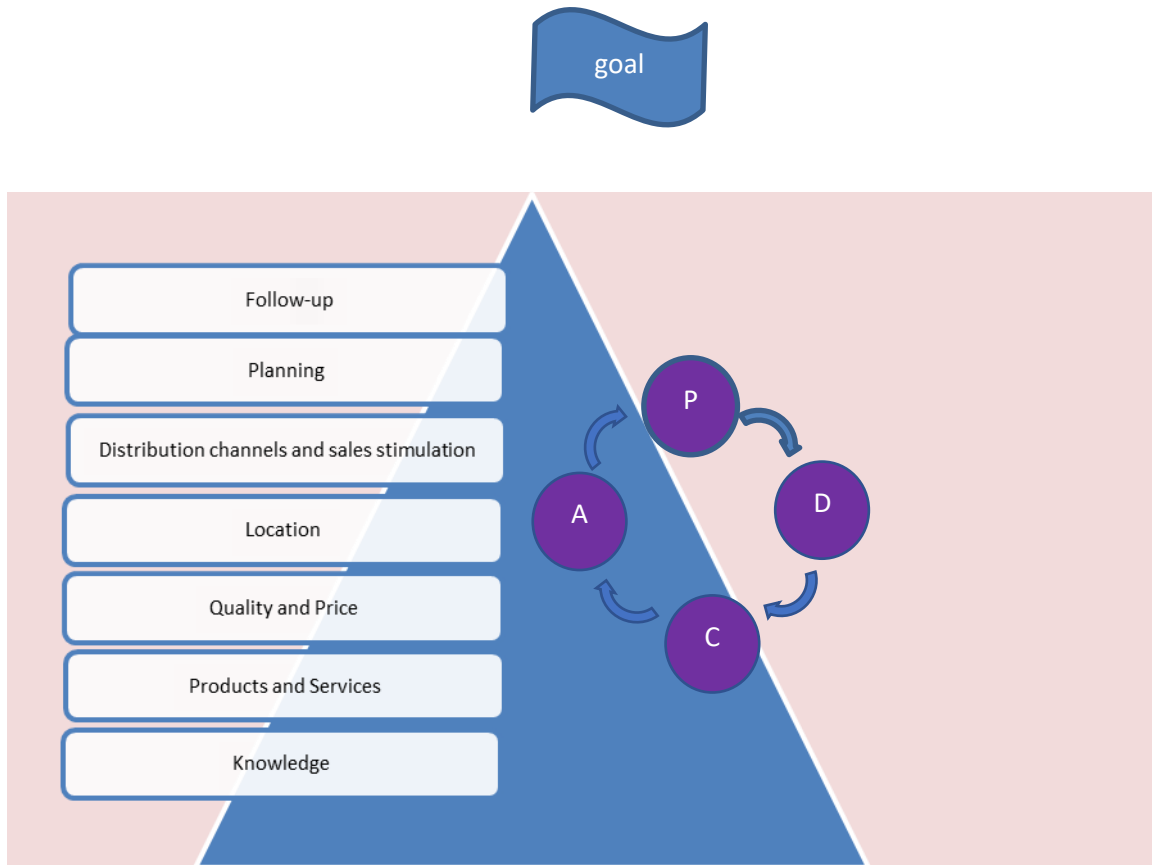 goal
Follow-up
Planning
Distribution channels and sales stimulation
Location
Quality and Price
Products and Services
Knowledge
P
D
C
A